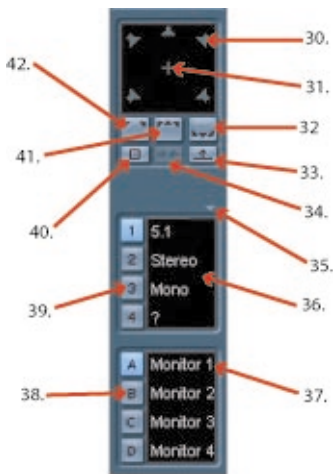 30.
42.
31.
32
41.
33.
40.
34.
35.
1 5.1
2 Stereo
36.
39.
3 Mono
4 ?
A Monitor 1
37.
38.
B Monitor 2
C Monitor 3
D Monitor 4